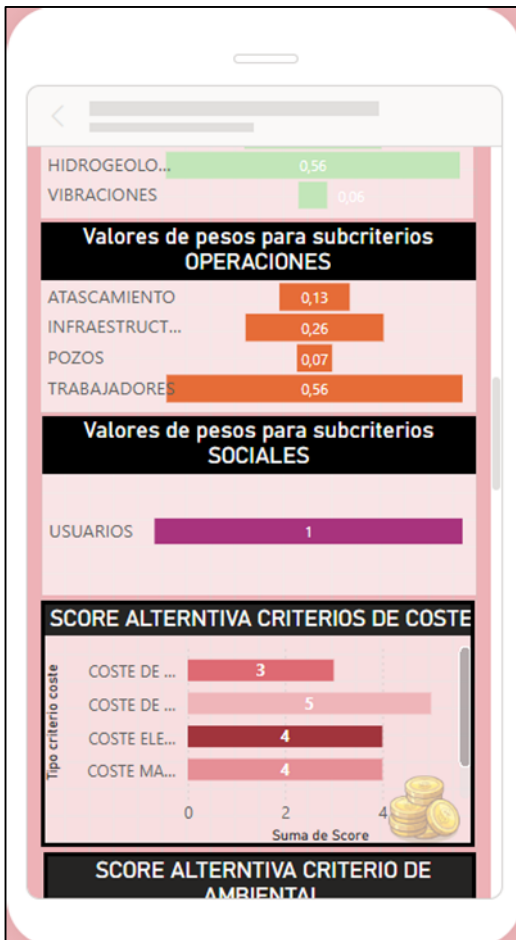 HIDROGEOLO...
0,56
VIBRACIONES
0,06
Valores de pesos para subcriterios
OPERACIONES
ATASCAMIENTO
0,13
INFRAESTRUCT...
0,26
POZOS
0,07
TRABAJADORES
0,56
Valores de pesos para subcriterios
SOCIALES
USUARIOS
1
SCORE ALTERNTIVA CRITERIOS DE COSTE
Tipo criterio coste
COSTE DE ...
3
COSTE DE ...
5
COSTE ELE...
4
COSTE MA...
4
0 2 4
Suma de Score
SCORE ALTERNTIVA CRITERIO DE
AMBIENTAL